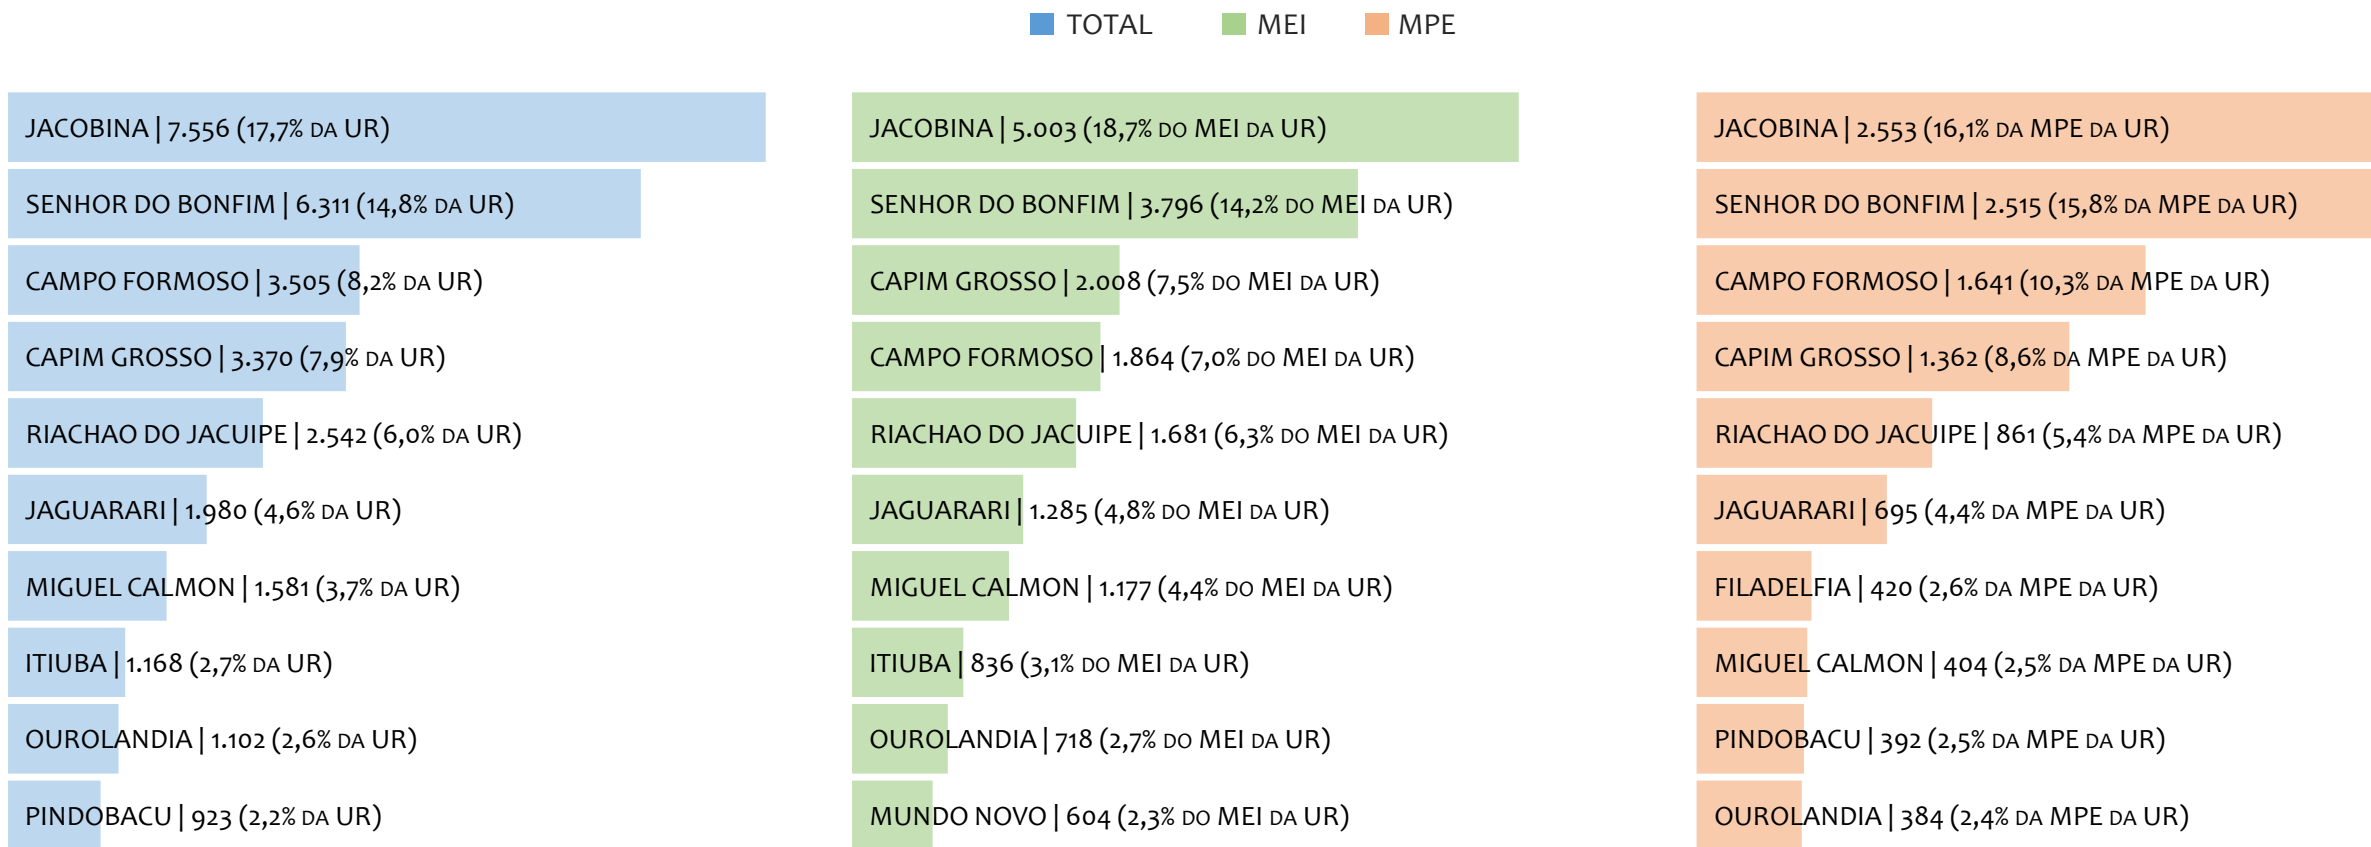 TOTAL MEI MPE
JACOBINA | 7.556 (17,7% DA UR)
SENHOR DO BONFIM | 6.311 (14,8% DA UR)
CAMPO FORMOSO | 3.505 (8,2% DA UR)
CAPIM GROSSO | 3.370 (7,9% DA UR)
RIACHAO DO JACUIPE | 2.542 (6,0% DA UR)
JAGUARARI | 1.980 (4,6% DA UR)
MIGUEL CALMON | 1.581 (3,7% DA UR)
ITIUBA | 1.168 (2,7% DA UR)
OUROLANDIA | 1.102 (2,6% DA UR)
PINDOBACU | 923 (2,2% DA UR)
JACOBINA | 5.003 (18,7% DO MEI DA UR)
SENHOR DO BONFIM | 3.796 (14,2% DO MEI DA UR)
CAPIM GROSSO | 2.008 (7,5% DO MEI DA UR)
CAMPO FORMOSO | 1.864 (7,0% DO MEI DA UR)
RIACHAO DO JACUIPE | 1.681 (6,3% DO MEI DA UR)
JAGUARARI | 1.285 (4,8% DO MEI DA UR)
MIGUEL CALMON | 1.177 (4,4% DO MEI DA UR)
ITIUBA | 836 (3,1% DO MEI DA UR)
OUROLANDIA | 718 (2,7% DO MEI DA UR)
MUNDO NOVO | 604 (2,3% DO MEI DA UR)
JACOBINA | 2.553 (16,1% DA MPE DA UR)
SENHOR DO BONFIM | 2.515 (15,8% DA MPE DA UR)
CAMPO FORMOSO | 1.641 (10,3% DA MPE DA UR)
CAPIM GROSSO | 1.362 (8,6% DA MPE DA UR)
RIACHAO DO JACUIPE | 861 (5,4% DA MPE DA UR)
JAGUARARI | 695 (4,4% DA MPE DA UR)
FILADELFIA | 420 (2,6% DA MPE DA UR)
MIGUEL CALMON | 404 (2,5% DA MPE DA UR)
PINDOBACU | 392 (2,5% DA MPE DA UR)
OUROLANDIA | 384 (2,4% DA MPE DA UR)